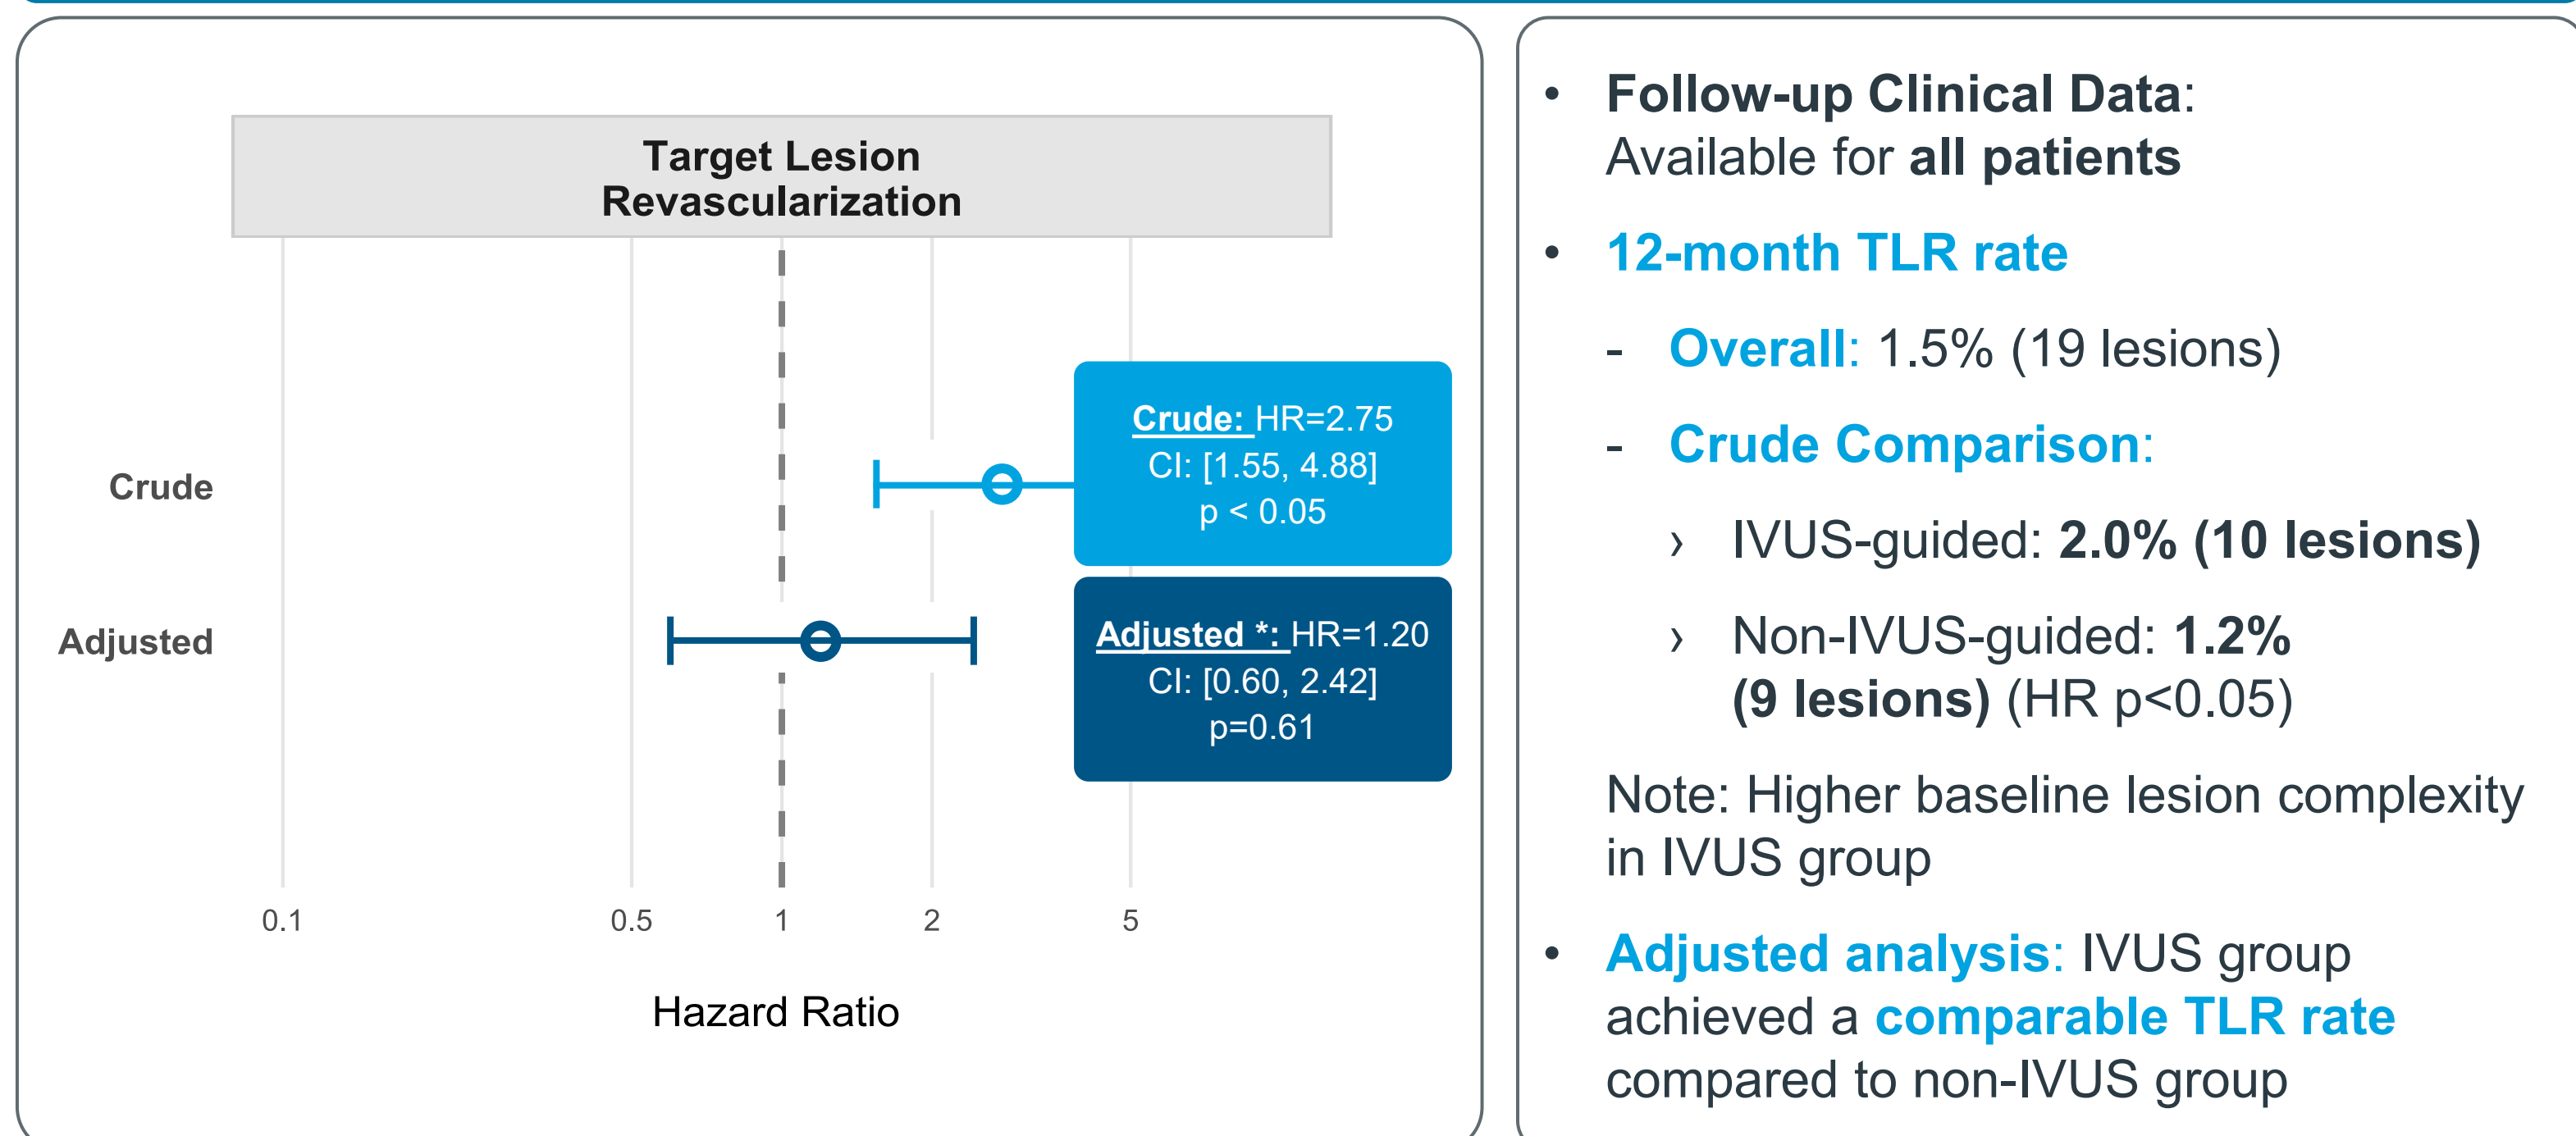 Target Lesion
Revascularization
Crude
Adjusted
Crude: HR=2.75
CI: [1.55, 4.88]
p < 0.05
Adjusted *: HR=1.20
CI: [0.60, 2.42]
p=0.61
0.1
0.5
1
2
5
Hazard Ratio
• Follow-up Clinical Data:
Available for all patients
• 12-month TLR rate
- Overall: 1.5% (19 lesions)
- Crude Comparison:
› IVUS-guided: 2.0% (10 lesions)
› Non-IVUS-guided: 1.2%
(9 lesions) (HR p<0.05)
Note: Higher baseline lesion complexity
in IVUS group
• Adjusted analysis: IVUS group
achieved a comparable TLR rate
compared to non-IVUS group